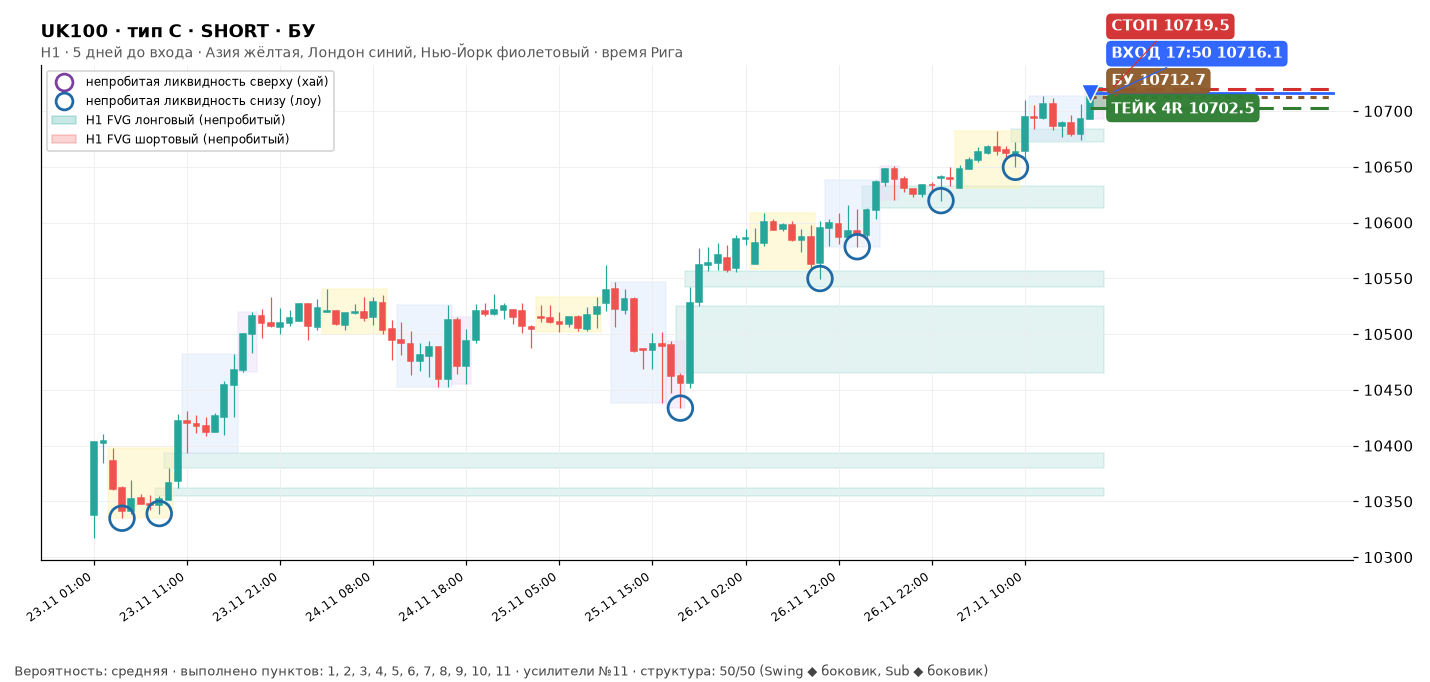 UK100 · тип C · SHORT · БУ
H1 · 5 дней до входа · Азия жёлтая, Лондон синий, Нью-Йорк фиолетовый · время Рига
СТОП 10719.5
ВХОД 17:50 10716.1
БУ 10712.7
ТЕЙК 4R 10702.5
непробитая ликвидность сверху (хай)
непробитая ликвидность снизу (лоу)
H1 FVG лонговый (непробитый)
H1 FVG шортовый (непробитый)
10700
10650
10600
10550
10500
10450
10400
10350
10300
23.11 01:00
23.11 11:00
23.11 21:00
24.11 08:00
24.11 18:00
25.11 05:00
25.11 15:00
26.11 02:00
26.11 12:00
26.11 22:00
27.11 10:00
Вероятность: средняя · выполнено пунктов: 1, 2, 3, 4, 5, 6, 7, 8, 9, 10, 11 · усилители №11 · структура: 50/50 (Swing ◆ боковик, Sub ◆ боковик)